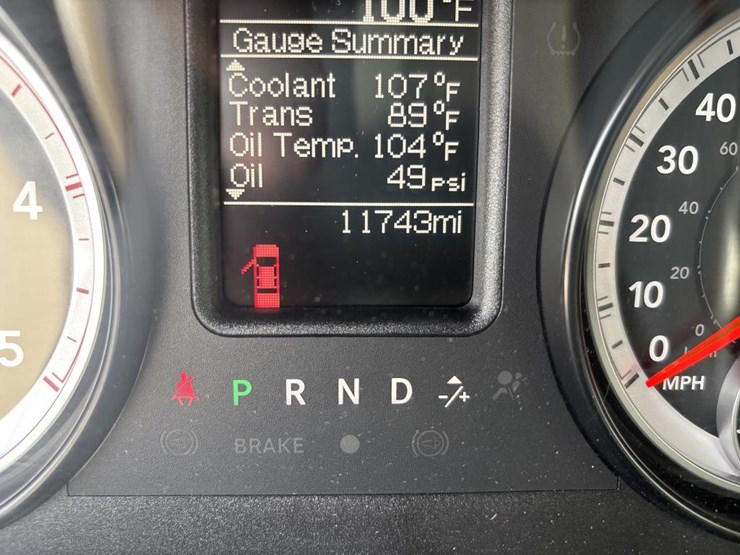 100°F
Gauge Summary
Coolant 107°F
Trans 89°F
Oil Temp. 104°F
Oil 49 PSI
11743mi
P R N D -/+
BRAKE
4
5
40
30
20
10
0
MPH
60
40
20
0